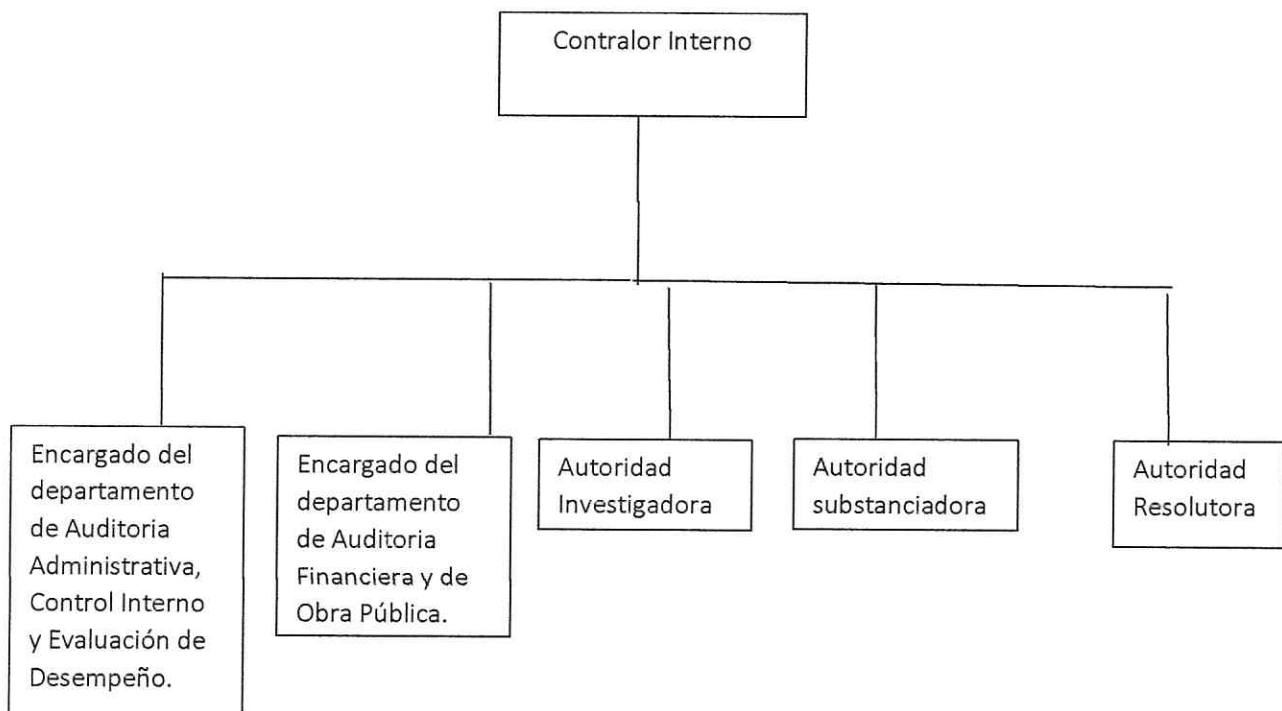 Contralor Interno
Encargado del
departamento
de Auditoria
Administrativa,
Control Interno
y Evaluación de
Desempeño.
Encargado del
departamento
de Auditoria
Financiera y de
Obra Pública.
Autoridad
Investigadora
Autoridad
substanciadora
Autoridad
Resolutora